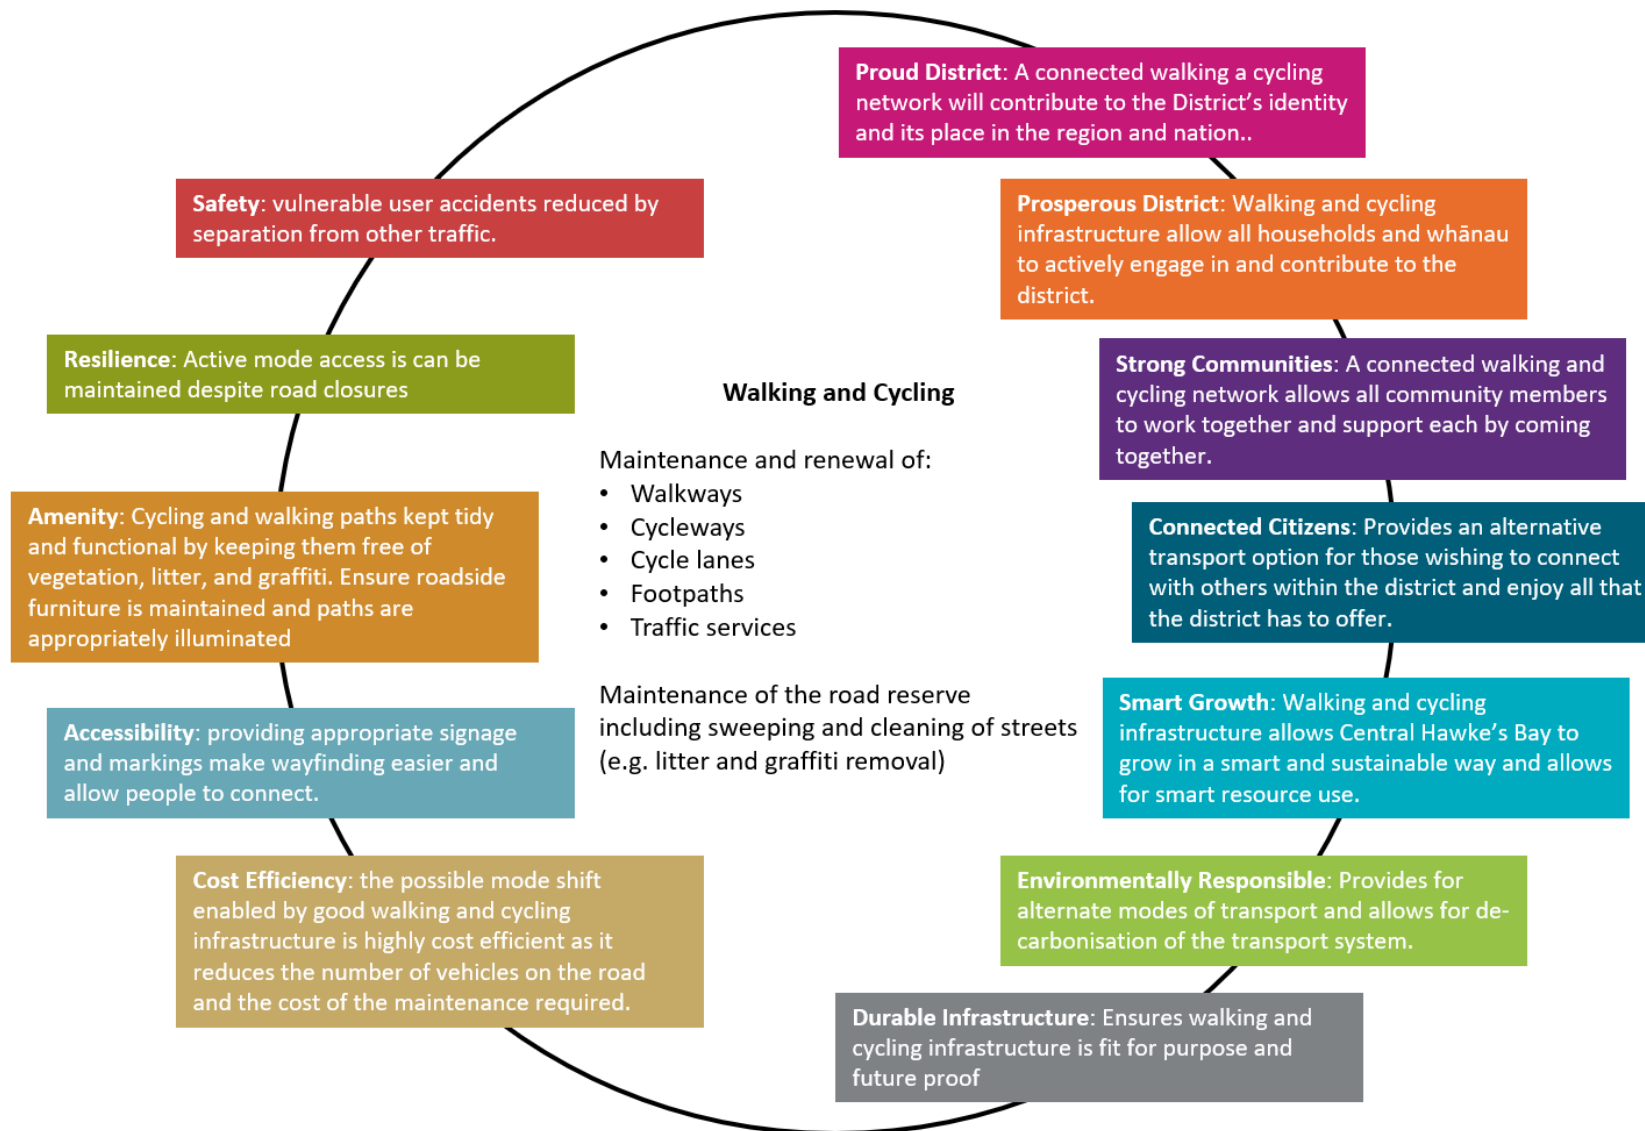 Proud District: A connected walking a cycling
network will contribute to the District's identity
and its place in the region and nation..
Safety: vulnerable user accidents reduced by
separation from other traffic.
Prosperous District: Walking and cycling
infrastructure allow all households and whānau
to actively engage in and contribute to the
district.
Resilience: Active mode access is can be
maintained despite road closures
Strong Communities: A connected walking and
cycling network allows all community members
to work together and support each by coming
together.
Walking and Cycling
Maintenance and renewal of:
• Walkways
• Cycleways
• Cycle lanes
• Footpaths
• Traffic services
Maintenance of the road reserve
including sweeping and cleaning of streets
(e.g. litter and graffiti removal)
Amenity: Cycling and walking paths kept tidy
and functional by keeping them free of
vegetation, litter, and graffiti. Ensure roadside
furniture is maintained and paths are
appropriately illuminated
Connected Citizens: Provides an alternative
transport option for those wishing to connect
with others within the district and enjoy all that
the district has to offer.
Accessibility: providing appropriate signage
and markings make wayfinding easier and
allow people to connect.
Smart Growth: Walking and cycling
infrastructure allows Central Hawke's Bay to
grow in a smart and sustainable way and allows
for smart resource use.
Cost Efficiency: the possible mode shift
enabled by good walking and cycling
infrastructure is highly cost efficient as it
reduces the number of vehicles on the road
and the cost of the maintenance required.
Environmentally Responsible: Provides for
alternate modes of transport and allows for de-
carbonisation of the transport system.
Durable Infrastructure: Ensures walking and
cycling infrastructure is fit for purpose and
future proof